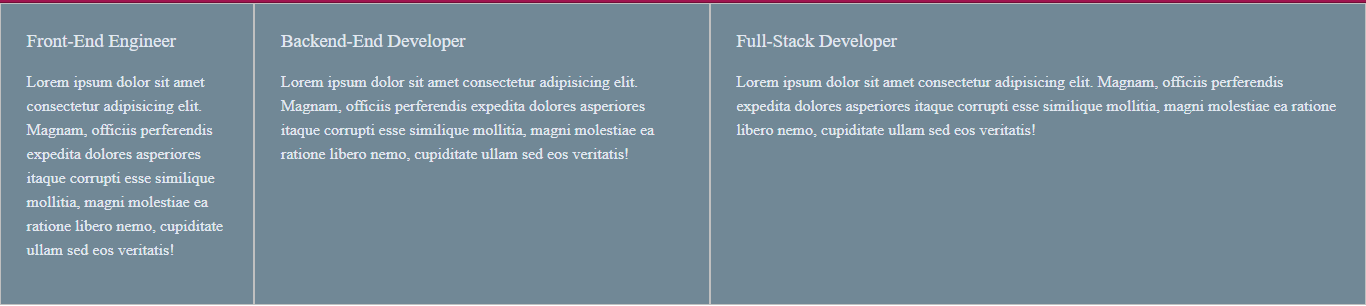 Front-End Engineer
Lorem ipsum dolor sit amet
consectetur adipisicing elit.
Magnam, officiis perferendis
expedita dolores asperiores
itaque corrupti esse similique
mollitia, magni molestiae ea
ratione libero nemo, cupiditate
ullam sed eos veritatis!
Backend-End Developer
Lorem ipsum dolor sit amet consectetur adipisicing elit.
Magnam, officiis perferendis expedita dolores asperiores
itaque corrupti esse similique mollitia, magni molestiae ea
ratione libero nemo, cupiditate ullam sed eos veritatis!
Full-Stack Developer
Lorem ipsum dolor sit amet consectetur adipisicing elit. Magnam, officiis perferendis
expedita dolores asperiores itaque corrupti esse similique mollitia, magni molestiae ea ratione
libero nemo, cupiditate ullam sed eos veritatis!